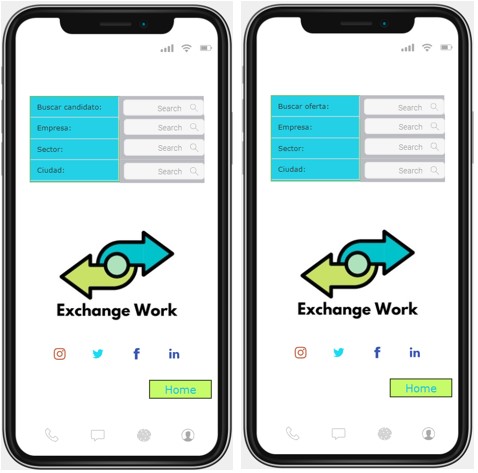 Buscar candidato: Search
Empresa: Search
Sector: Search
Ciudad: Search
Exchange Work
Home
Buscar oferta: Search
Empresa: Search
Sector: Search
Ciudad: Search
Exchange Work
Home